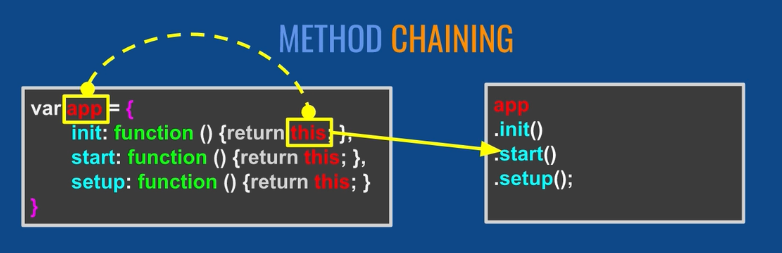 METHOD CHAINING
var app = {
init: function () {return this; },
start: function () {return this; },
setup: function () {return this; }
}
app
.init()
.start()
.setup();